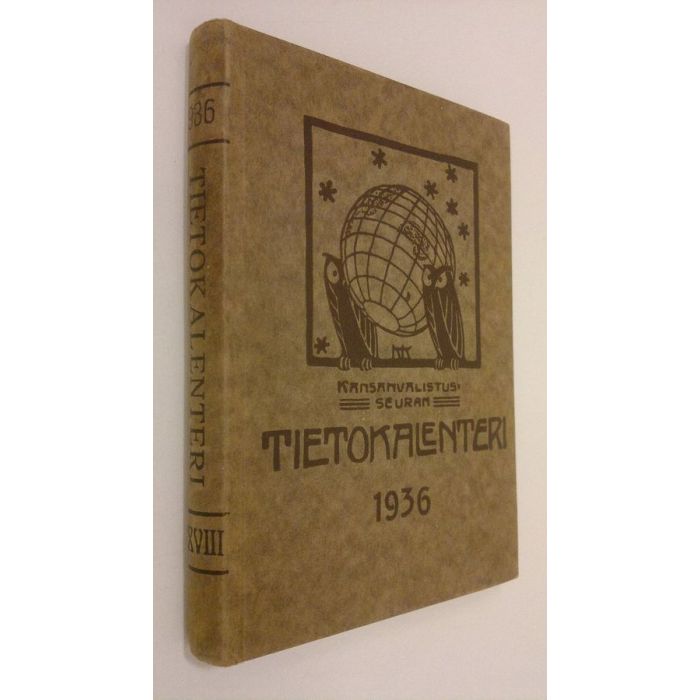 1936
TIETOKALENTERI
XVIII
KANSANVALISTUS-
SEURAN
TIETOKALENTERI
1936